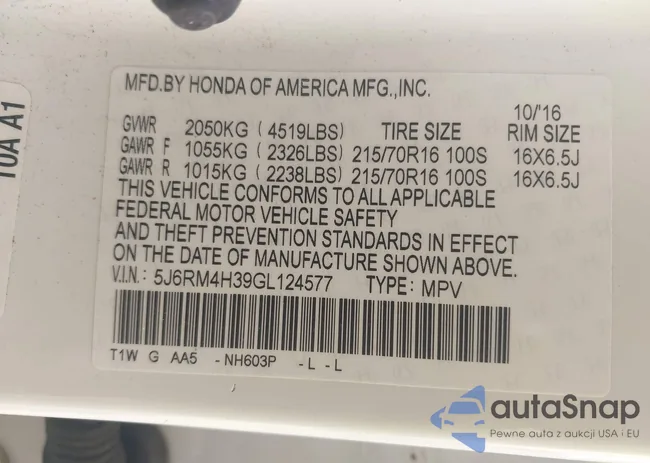 MFD.BY HONDA OF AMERICA MFG.,INC.
10/'16
GVWR 2050KG (4519LBS) TIRE SIZE RIM SIZE
GAWR F 1055KG (2326LBS) 215/70R16 100S 16X6.5J
GAWR R 1015KG (2238LBS) 215/70R16 100S 16X6.5J
THIS VEHICLE CONFORMS TO ALL APPLICABLE
FEDERAL MOTOR VEHICLE SAFETY
AND THEFT PREVENTION STANDARDS IN EFFECT
ON THE DATE OF MANUFACTURE SHOWN ABOVE.
V.I.N.: 5J6RM4H39GL124577 TYPE: MPV
T1W G AA5 -NH603P -L -L
10A A1
autaSnap
Pewne auta z aukcji USA i EU